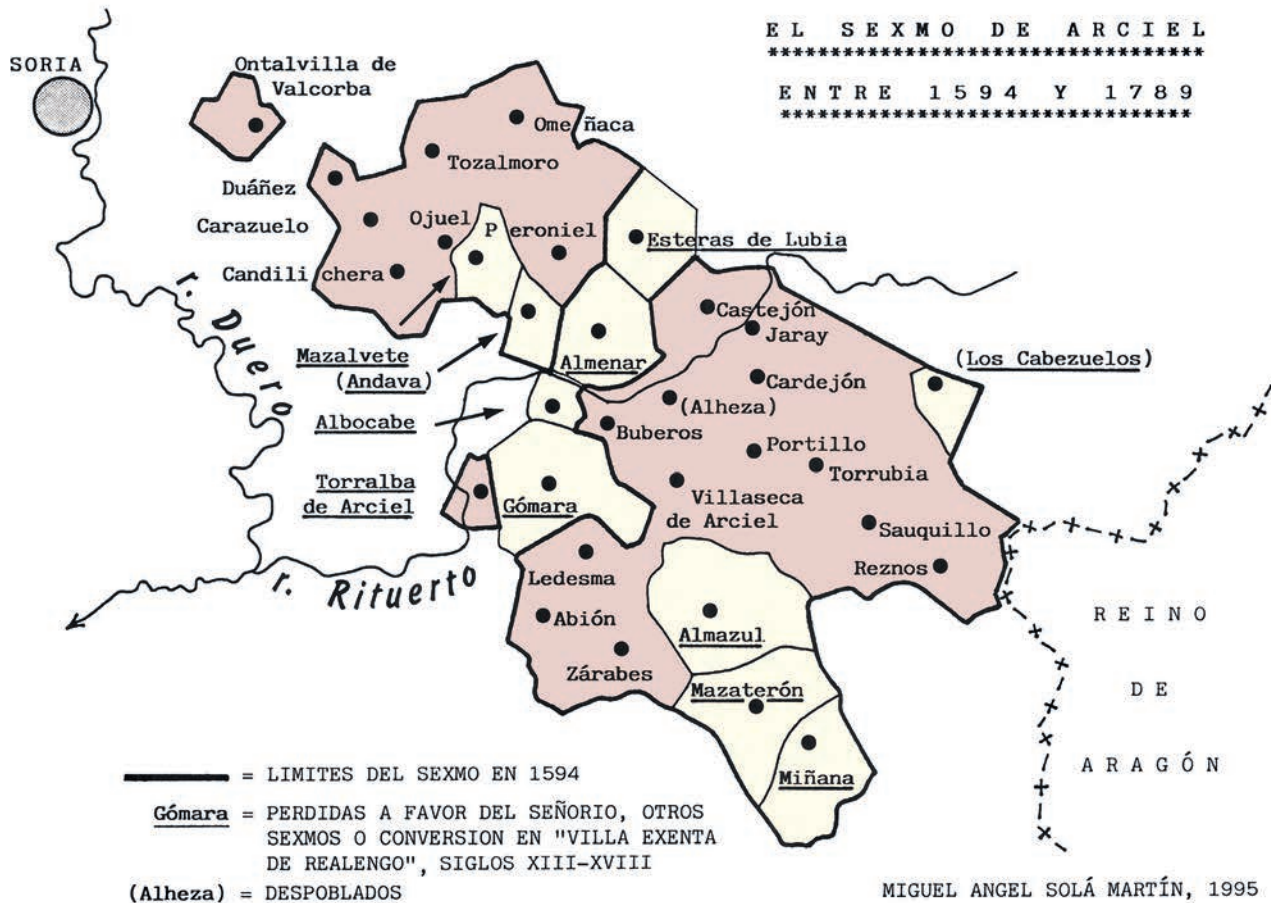 EL SEXMO DE ARCIEL
**********************************
ENTRE 1594 Y 1789
********************************
SORIA
Ontalvilla de
Valcorba
Omeñaca
Tozalmoro
Duáñez
Carazuelo
Ojuel
Peroniel
Esteras de Lubia
Candilichera
r. Duero
Castejón
Jaray
Mazalvete
(Andava)
Almenar
(Los Cabezuelos)
Cardejón
(Alheza)
Albocabe
Buberos
Portillo
Torrubia
Torralba
de Arciel
Gómara
Villaseca
de Arciel
Sauquillo
Reznos
r. Rituerto
Ledesma
Abión
Zárabes
Almazul
Mazaterón
Miñana
REINO
DE
ARAGÓN
= LIMITES DEL SEXMO EN 1594
Gómara = PERDIDAS A FAVOR DEL SEÑORIO, OTROS
SEXMOS O CONVERSION EN "VILLA EXENTA
DE REALENGO", SIGLOS XIII-XVIII
(Alheza) = DESPOBLADOS
MIGUEL ANGEL SOLÁ MARTÍN, 1995